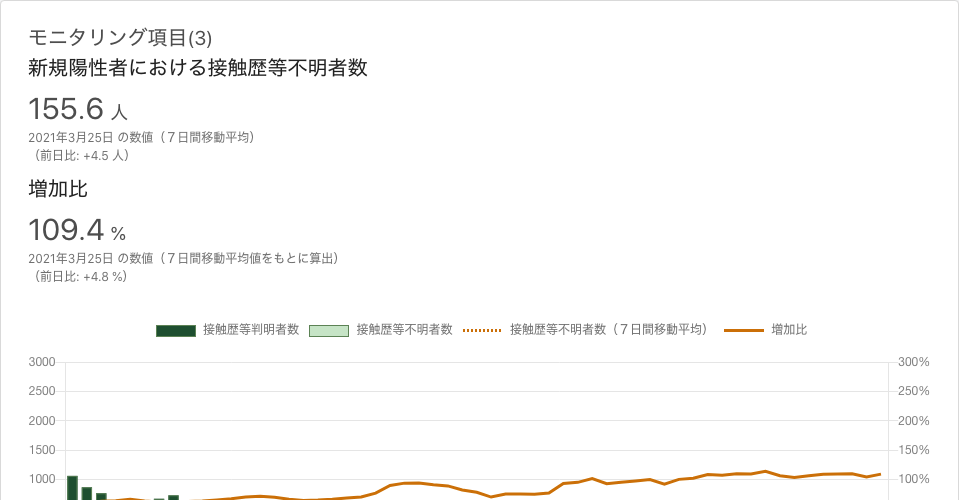 モニタリング項目(3)
新規陽性者における接触歴等不明者数
155.6 人
2021年3月25日 の数値（７日間移動平均）
（前日比: +4.5 人）
増加比
109.4 %
2021年3月25日 の数値（７日間移動平均値をもとに算出）
（前日比: +4.8 %）
接触歴等判明者数 接触歴等不明者数 接触歴等不明者数（７日間移動平均） 増加比
3000 300%
2500 250%
2000 200%
1500 150%
1000 100%